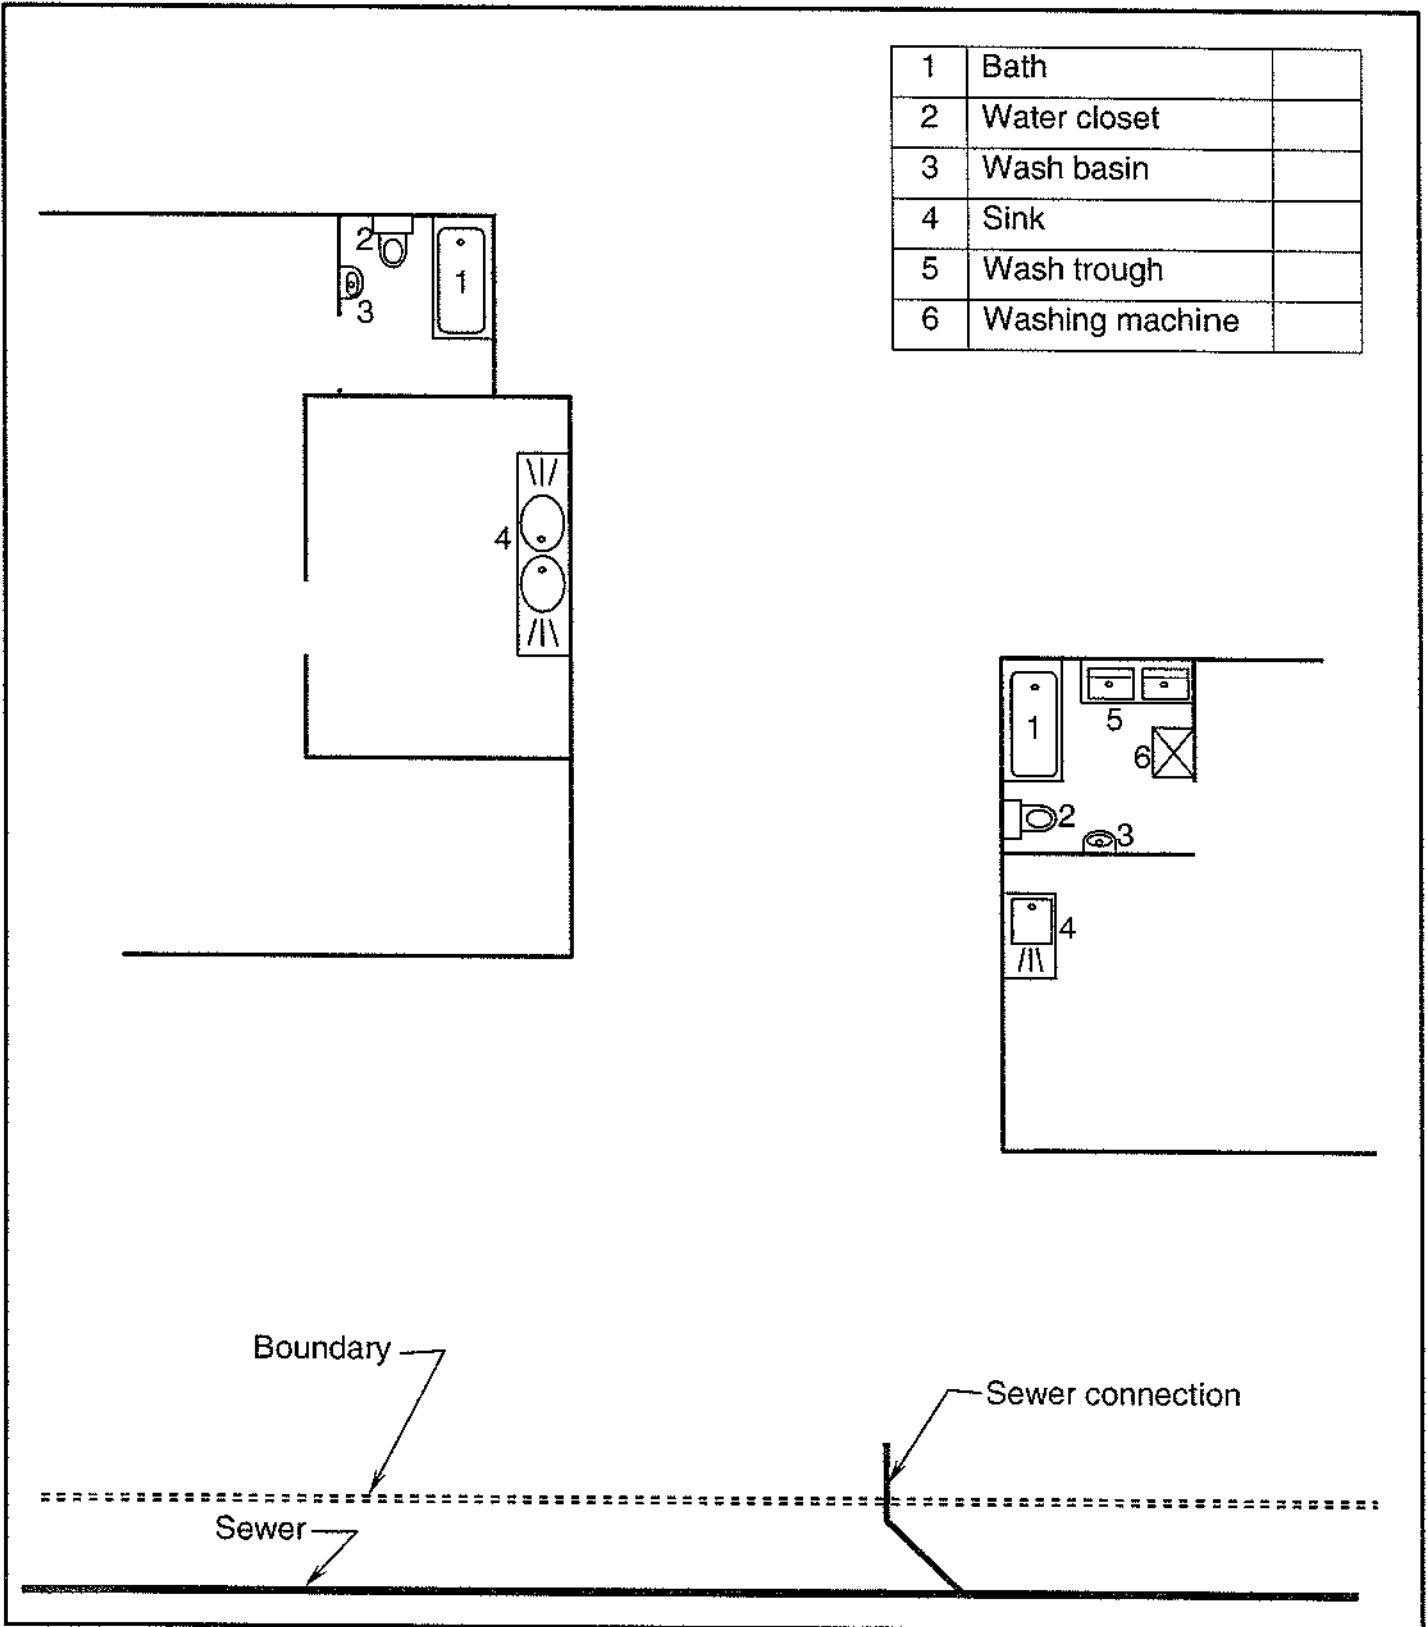 1 Bath
2 Water closet
3 Wash basin
4 Sink
5 Wash trough
6 Washing machine
2
1
3
4
1
5
6
2
3
4
Boundary
Sewer connection
Sewer